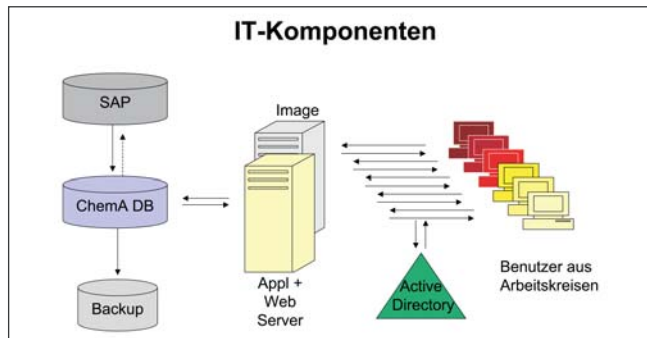 IT-Komponenten
SAP
ChemA DB
Backup
Image
Appl +
Web
Server
Active
Directory
Benutzer aus
Arbeitskreisen